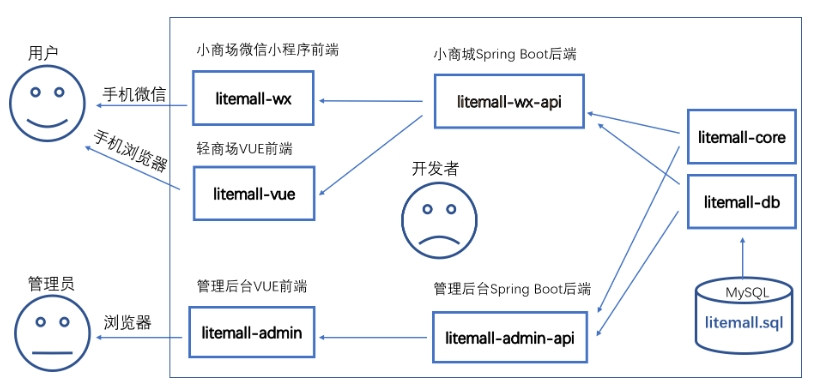 用户
手机微信
手机浏览器
小商场微信小程序前端
litemall-wx
轻商场VUE前端
litemall-vue
小商城Spring Boot后端
litemall-wx-api
开发者
litemall-core
litemall-db
MySQL
litemall.sql
管理员
浏览器
管理后台VUE前端
litemall-admin
管理后台Spring Boot后端
litemall-admin-api